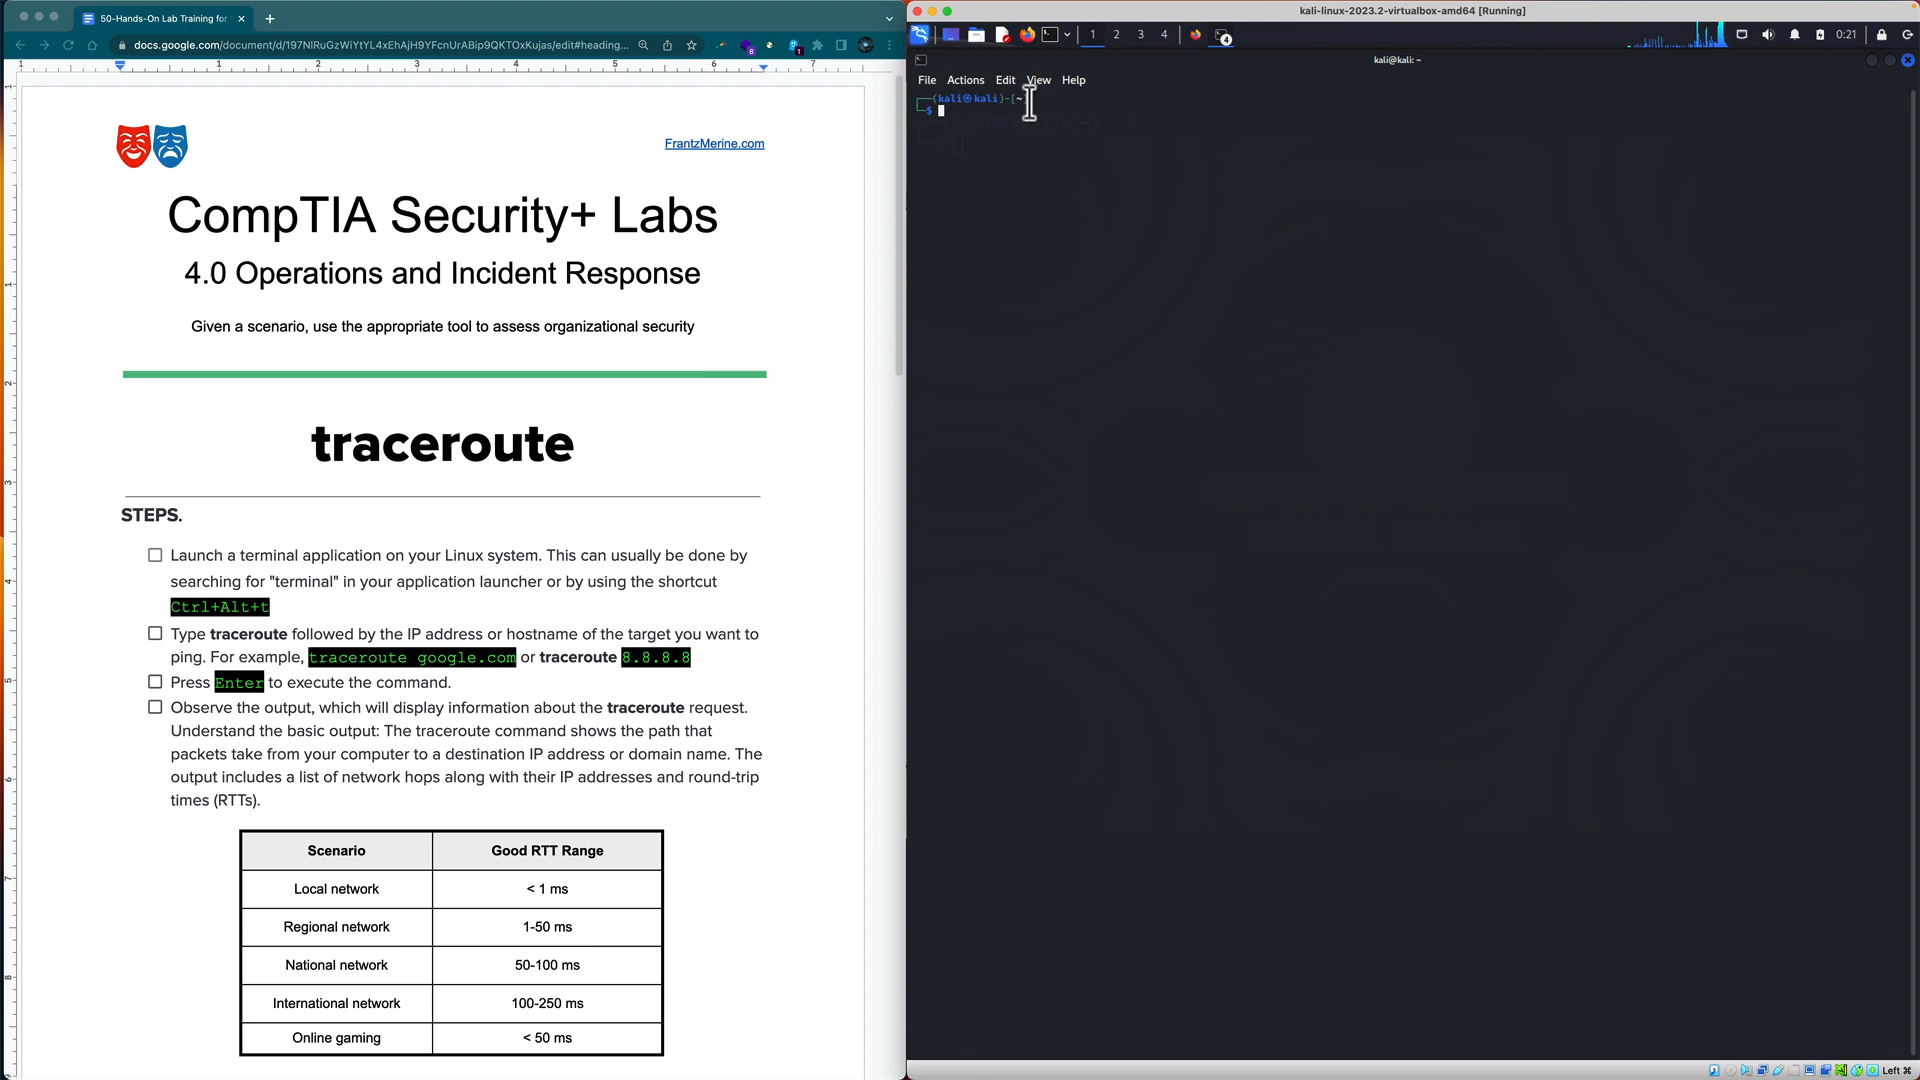 50-Hands-On Lab Training for
docs.google.com/document/d/197NlRuGzWiYtYL4xEhAjH9YFcnUrABip9QKTOxKujas/edit#heading...
1 1 2 3 4 5 6 7
FrantzMerine.com
CompTIA Security+ Labs
4.0 Operations and Incident Response
Given a scenario, use the appropriate tool to assess organizational security
traceroute
STEPS.
Launch a terminal application on your Linux system. This can usually be done by
searching for "terminal" in your application launcher or by using the shortcut
Ctrl+Alt+t
Type traceroute followed by the IP address or hostname of the target you want to
ping. For example, traceroute google.com or traceroute 8.8.8.8
Press Enter to execute the command.
Observe the output, which will display information about the traceroute request.
Understand the basic output: The traceroute command shows the path that
packets take from your computer to a destination IP address or domain name. The
output includes a list of network hops along with their IP addresses and round-trip
times (RTTs).
Scenario Good RTT Range
Local network < 1 ms
Regional network 1-50 ms
National network 50-100 ms
International network 100-250 ms
Online gaming < 50 ms
kali-linux-2023.2-virtualbox-amd64 [Running]
1 2 3 4 4 0:21
kali@kali: ~
File Actions Edit View Help
(kali㉿kali)-[~]
$
Left ⌘